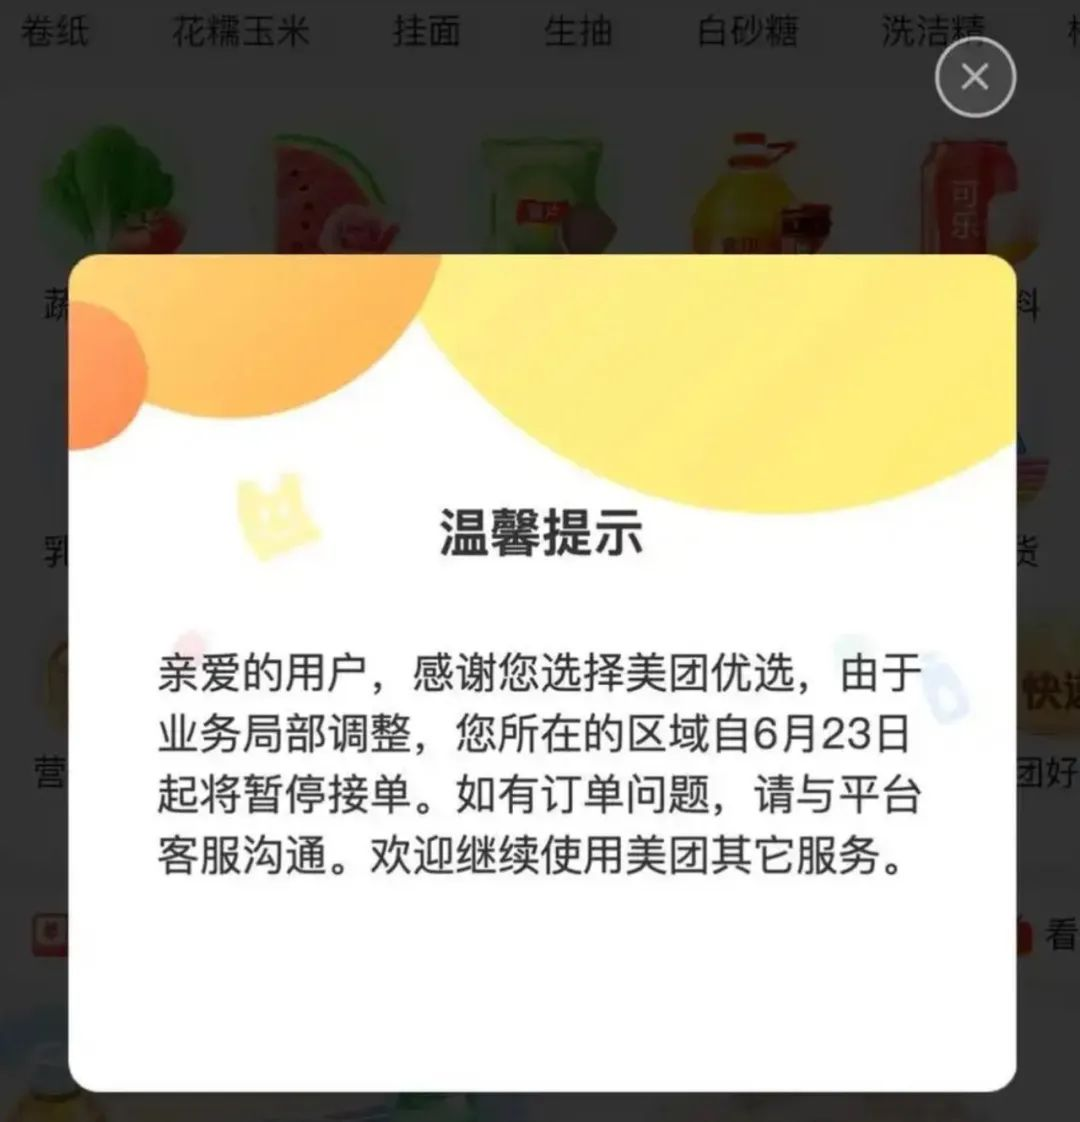 卷纸 花糯玉米 挂面 生抽 白砂糖 洗洁精
可乐
温馨提示
亲爱的用户，感谢您选择美团优选，由于
业务局部调整，您所在的区域自6月23日
起将暂停接单。如有订单问题，请与平台
客服沟通。欢迎继续使用美团其它服务。
蔬
料
乳
货
快递
营
团好
看